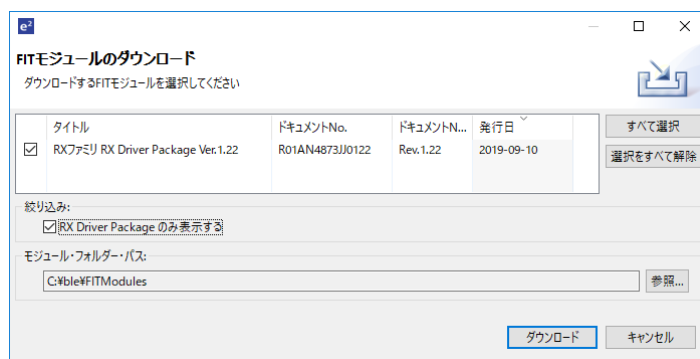 e²
FITモジュールのダウンロード
ダウンロードするFITモジュールを選択してください
タイトル ドキュメントNo. ドキュメントN... 発行日
RXファミリ RX Driver Package Ver.1.22 R01AN4873JJ0122 Rev.1.22 2019-09-10
すべて選択
選択をすべて解除
絞り込み:
RX Driver Package のみ表示する
モジュール・フォルダー・パス:
C:¥ble¥FITModules 参照...
ダウンロード キャンセル